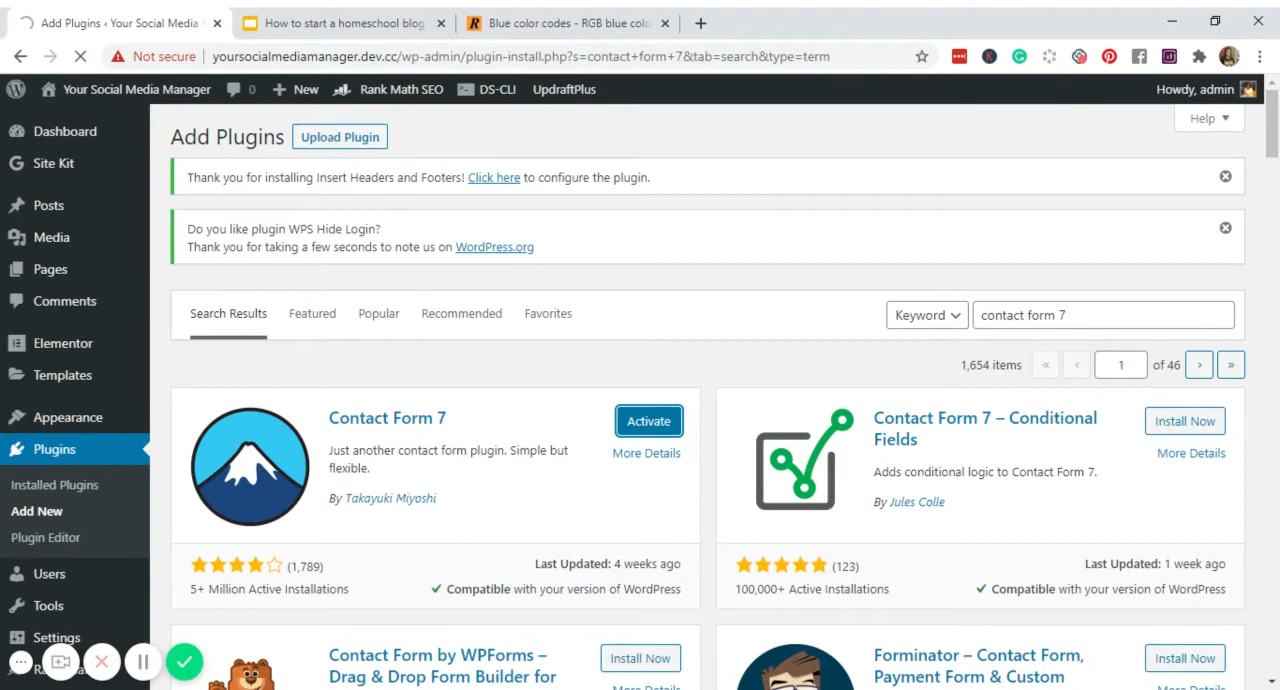 Add Plugins ‹ Your Social Media
How to start a homeschool blog
Blue color codes - RGB blue colo
Not secure
yoursocialmediamanager.dev.cc/wp-admin/plugin-install.php?s=contact+form+7&tab=search&type=term
Your Social Media Manager
0
New
Rank Math SEO
DS-CLI
UpdraftPlus
Howdy, admin
Dashboard
Site Kit
Posts
Media
Pages
Comments
Elementor
Templates
Appearance
Plugins
Installed Plugins
Add New
Plugin Editor
Users
Tools
Settings
Add Plugins
Upload Plugin
Help
Thank you for installing Insert Headers and Footers! Click here to configure the plugin.
Do you like plugin WPS Hide Login?
Thank you for taking a few seconds to note us on WordPress.org
Search Results
Featured
Popular
Recommended
Favorites
Keyword
contact form 7
1,654 items
«
‹
1
of 46
›
»
Contact Form 7
Activate
More Details
Just another contact form plugin. Simple but
flexible.
By Takayuki Miyoshi
(1,789)
5+ Million Active Installations
Last Updated: 4 weeks ago
Compatible with your version of WordPress
Contact Form 7 – Conditional
Fields
Install Now
More Details
Adds conditional logic to Contact Form 7.
By Jules Colle
(123)
100,000+ Active Installations
Last Updated: 1 week ago
Compatible with your version of WordPress
Contact Form by WPForms –
Drag & Drop Form Builder for
Install Now
More Details
Forminator – Contact Form,
Payment Form & Custom
Install Now
More Details